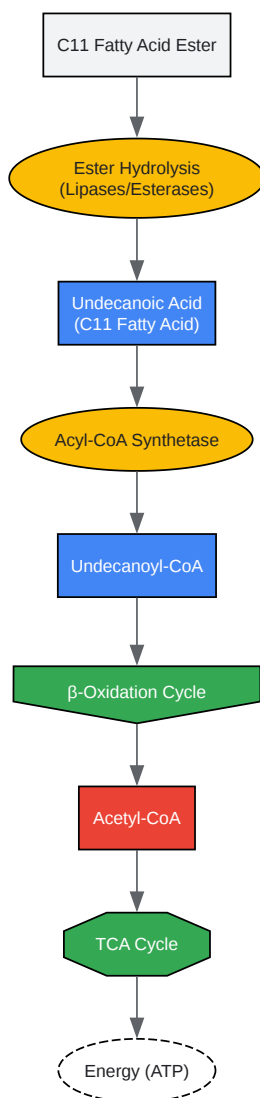 C11 Fatty Acid Ester
Ester Hydrolysis
(Lipases/Esterases)
Undecanoic Acid
(C11 Fatty Acid)
Acyl-CoA Synthetase
Undecanoyl-CoA
β-Oxidation Cycle
Acetyl-CoA
TCA Cycle
Energy (ATP)